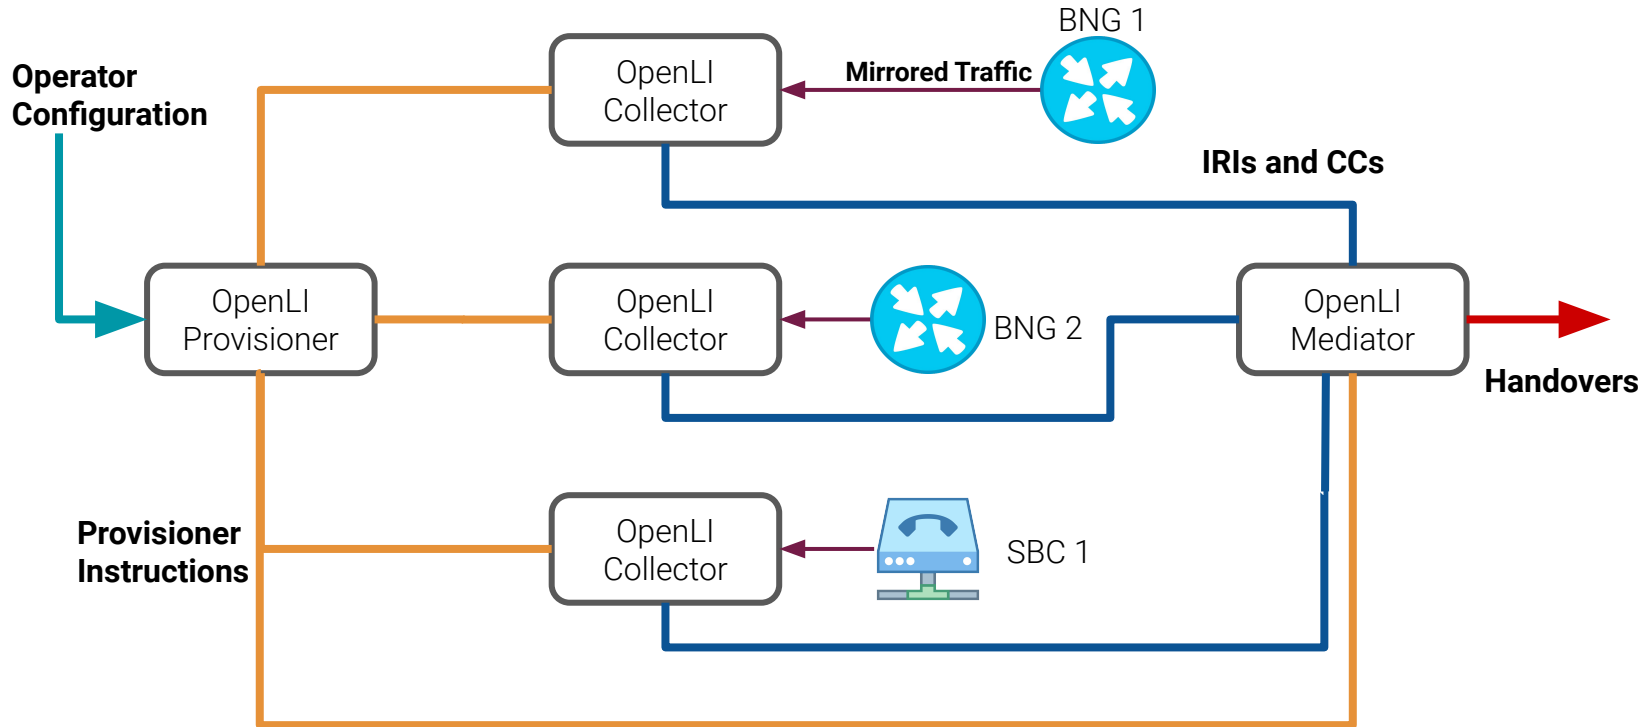 BNG 1
Operator
Configuration
OpenLI
Collector
Mirrored Traffic
IRIs and CCs
OpenLI
Provisioner
OpenLI
Collector
BNG 2
OpenLI
Mediator
Handovers
Provisioner
Instructions
OpenLI
Collector
SBC 1